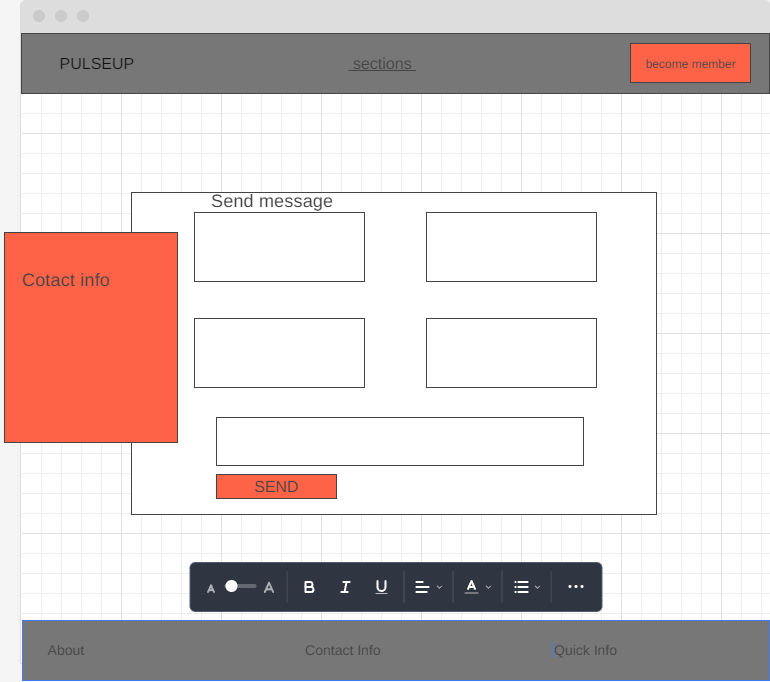 PULSEUP
sections
become member
Send message
Cotact info
SEND
A A B I U A
About
Contact Info
Quick Info